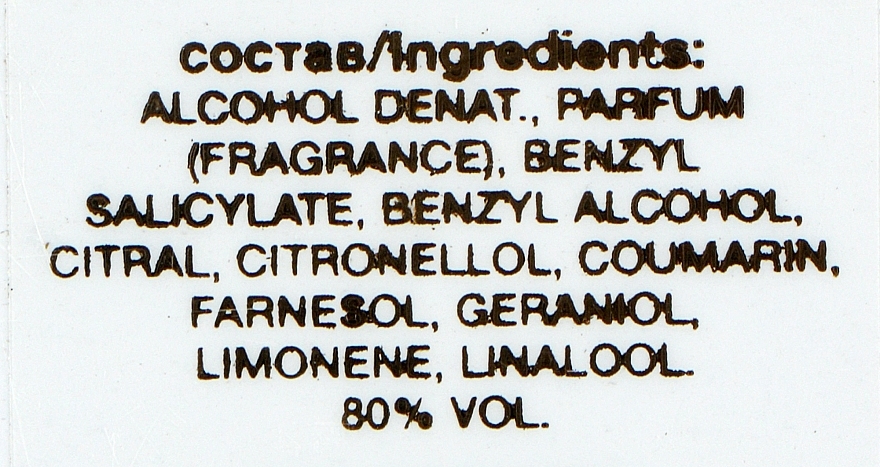 состав/Ingredients:
ALCOHOL DENAT., PARFUM
(FRAGRANCE), BENZYL
SALICYLATE, BENZYL ALCOHOL,
CITRAL, CITRONELLOL, COUMARIN,
FARNESOL, GERANIOL,
LIMONENE, LINALOOL.
80% VOL.